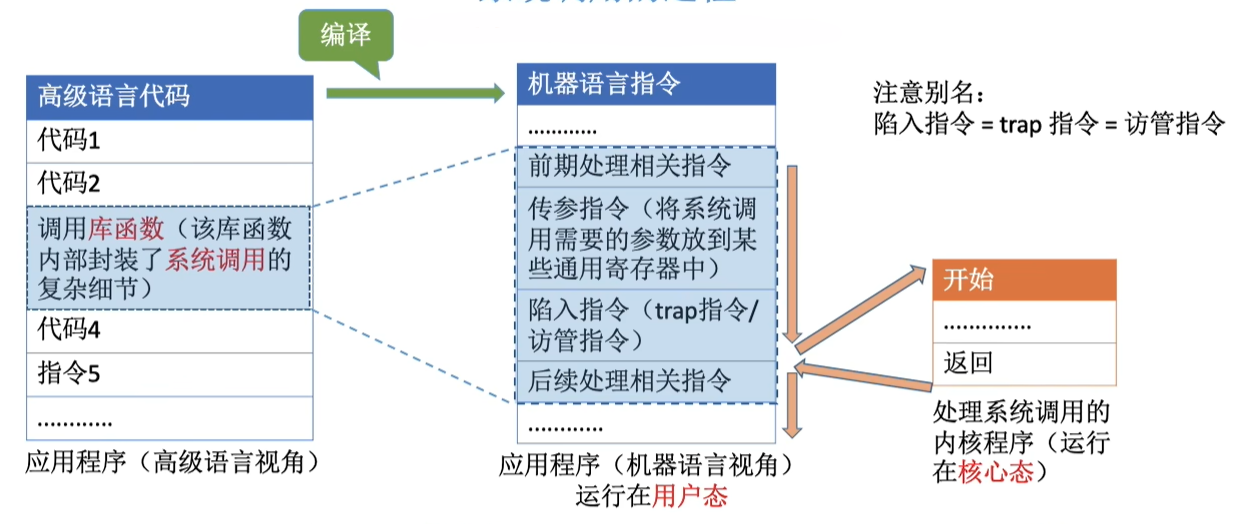 编译
高级语言代码
代码1
代码2
调用库函数（该库函数
内部封装了系统调用的
复杂细节）
代码4
指令5
............
应用程序（高级语言视角）
机器语言指令
............
前期处理相关指令
传参指令（将系统调
用需要的参数放到某
些通用寄存器中）
陷入指令（trap指令/
访管指令）
后续处理相关指令
............
应用程序（机器语言视角）
运行在用户态
注意别名：
陷入指令 = trap 指令 = 访管指令
开始
..............
返回
处理系统调用的
内核程序（运行
在核心态）